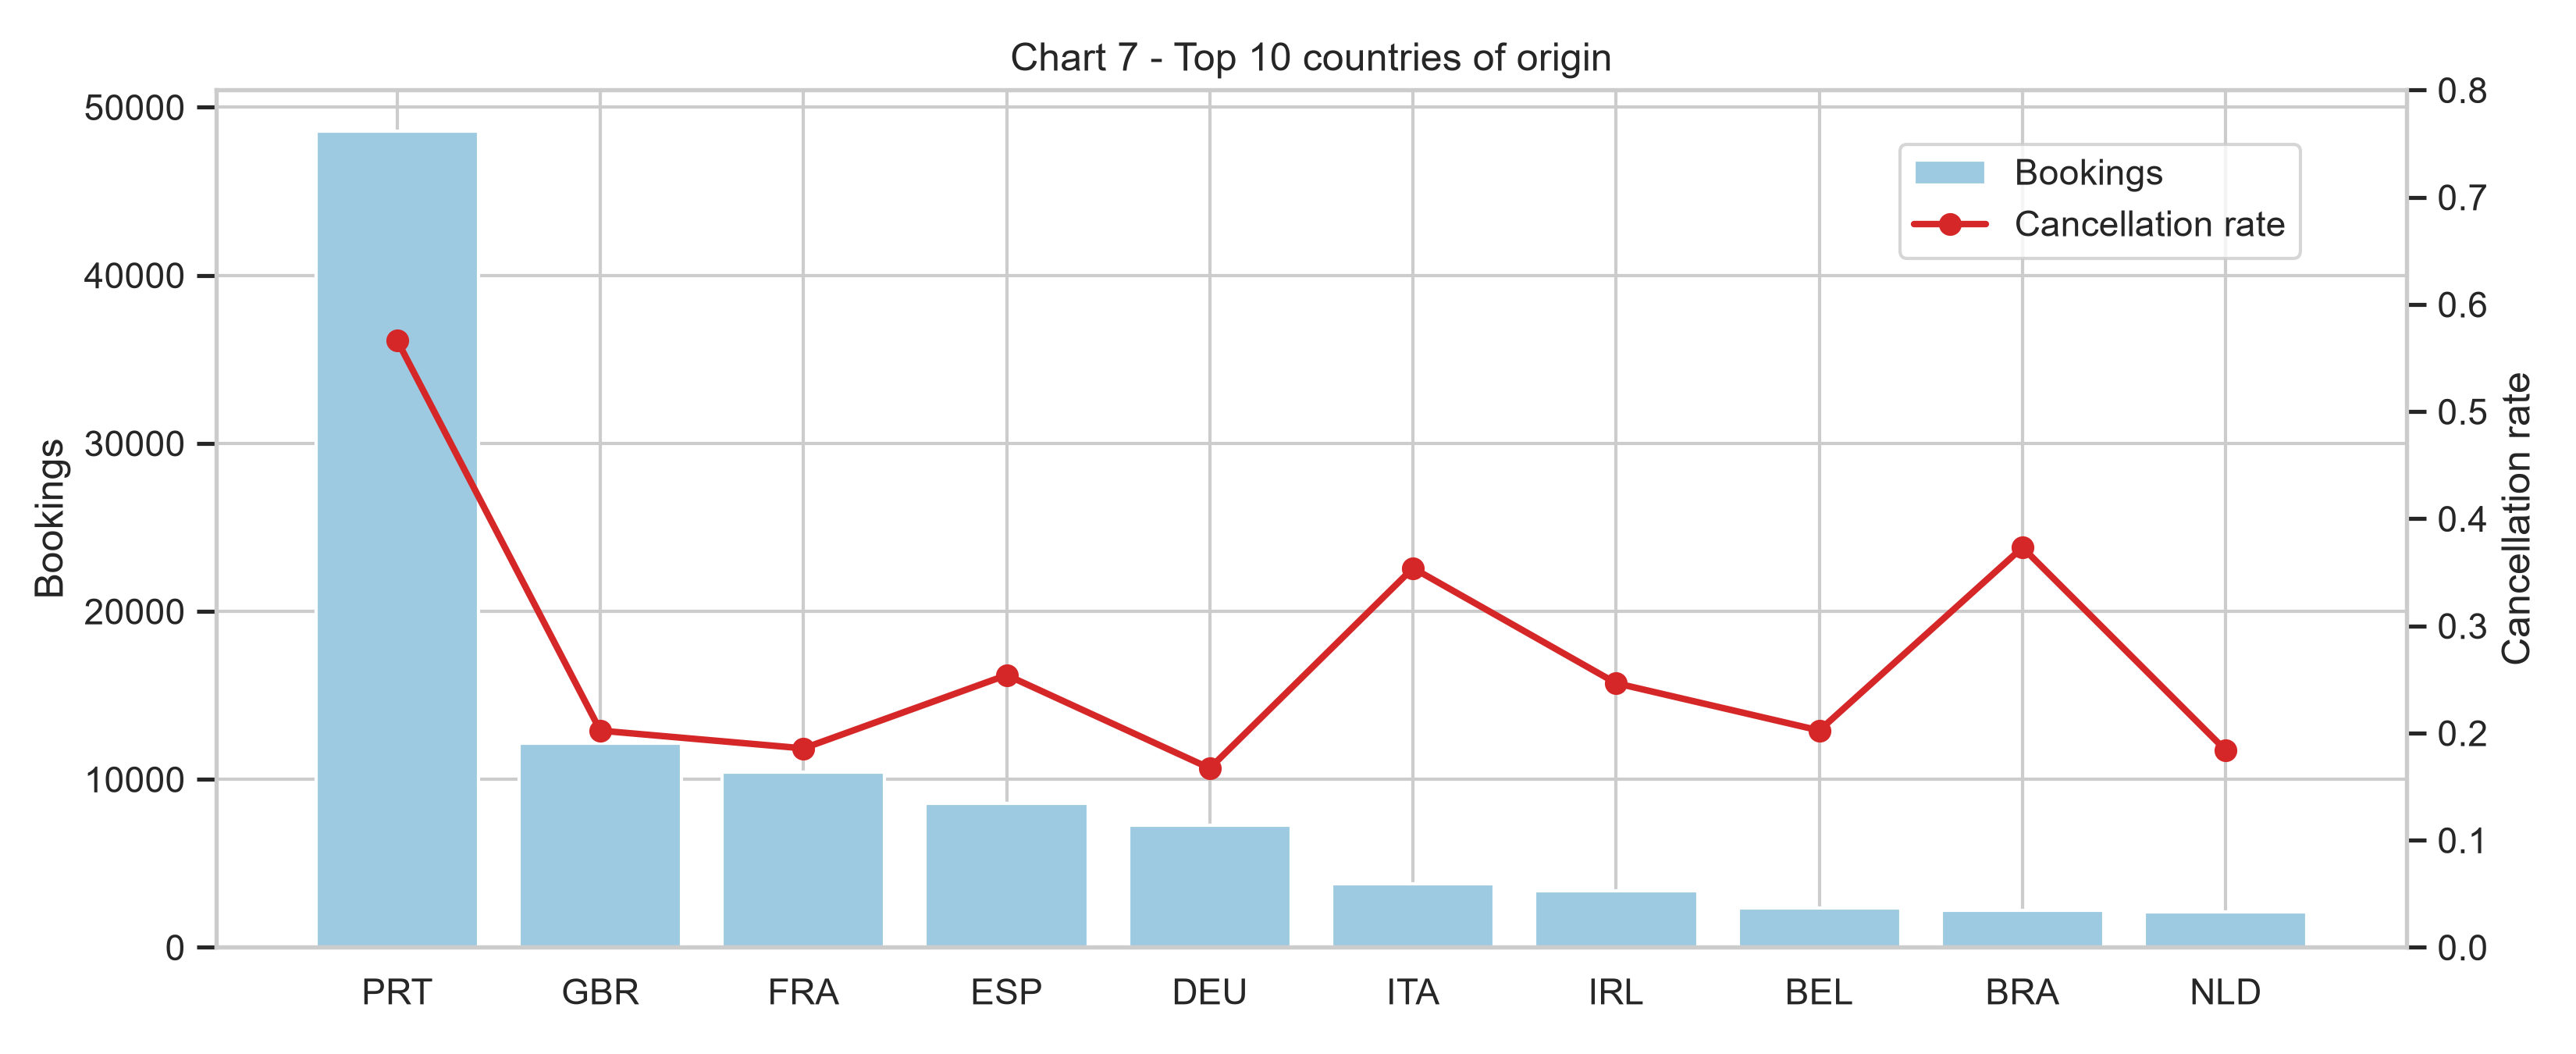 Chart 7 - Top 10 countries of origin
50000
40000
30000
20000
10000
0
Bookings
0.8
0.7
0.6
0.5
0.4
0.3
0.2
0.1
0.0
Cancellation rate
Bookings
Cancellation rate
PRT GBR FRA ESP DEU ITA IRL BEL BRA NLD